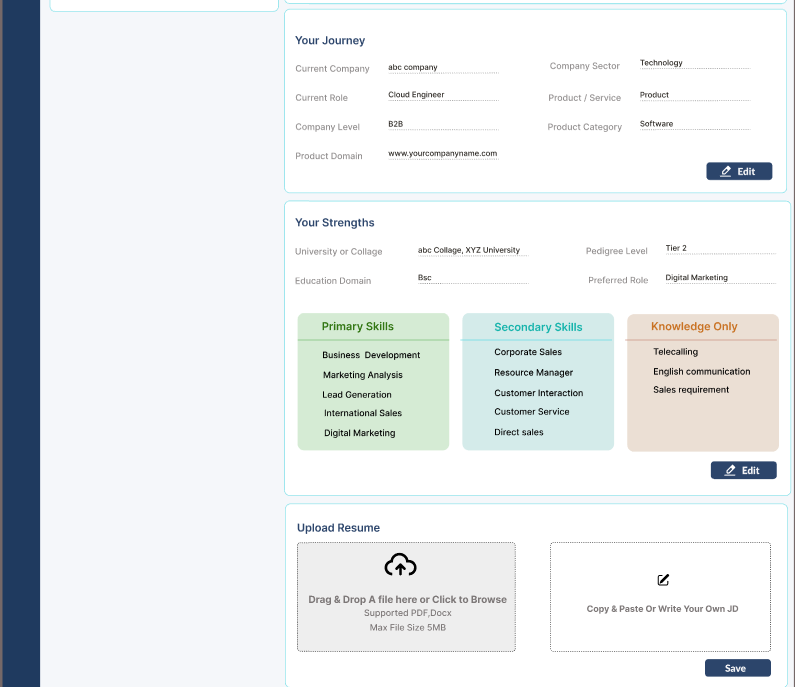 Your Journey
Current Company abc company Company Sector Technology
Current Role Cloud Engineer Product / Service Product
Company Level B2B Product Category Software
Product Domain www.yourcompanyname.com
Edit
Your Strengths
University or Collage abc Collage, XYZ University Pedigree Level Tier 2
Education Domain Bsc Preferred Role Digital Marketing
Primary Skills
Business Development
Marketing Analysis
Lead Generation
International Sales
Digital Marketing
Secondary Skills
Corporate Sales
Resource Manager
Customer Interaction
Customer Service
Direct sales
Knowledge Only
Telecalling
English communication
Sales requirement
Edit
Upload Resume
Drag & Drop A file here or Click to Browse
Supported PDF,Docx
Max File Size 5MB
Copy & Paste Or Write Your Own JD
Save